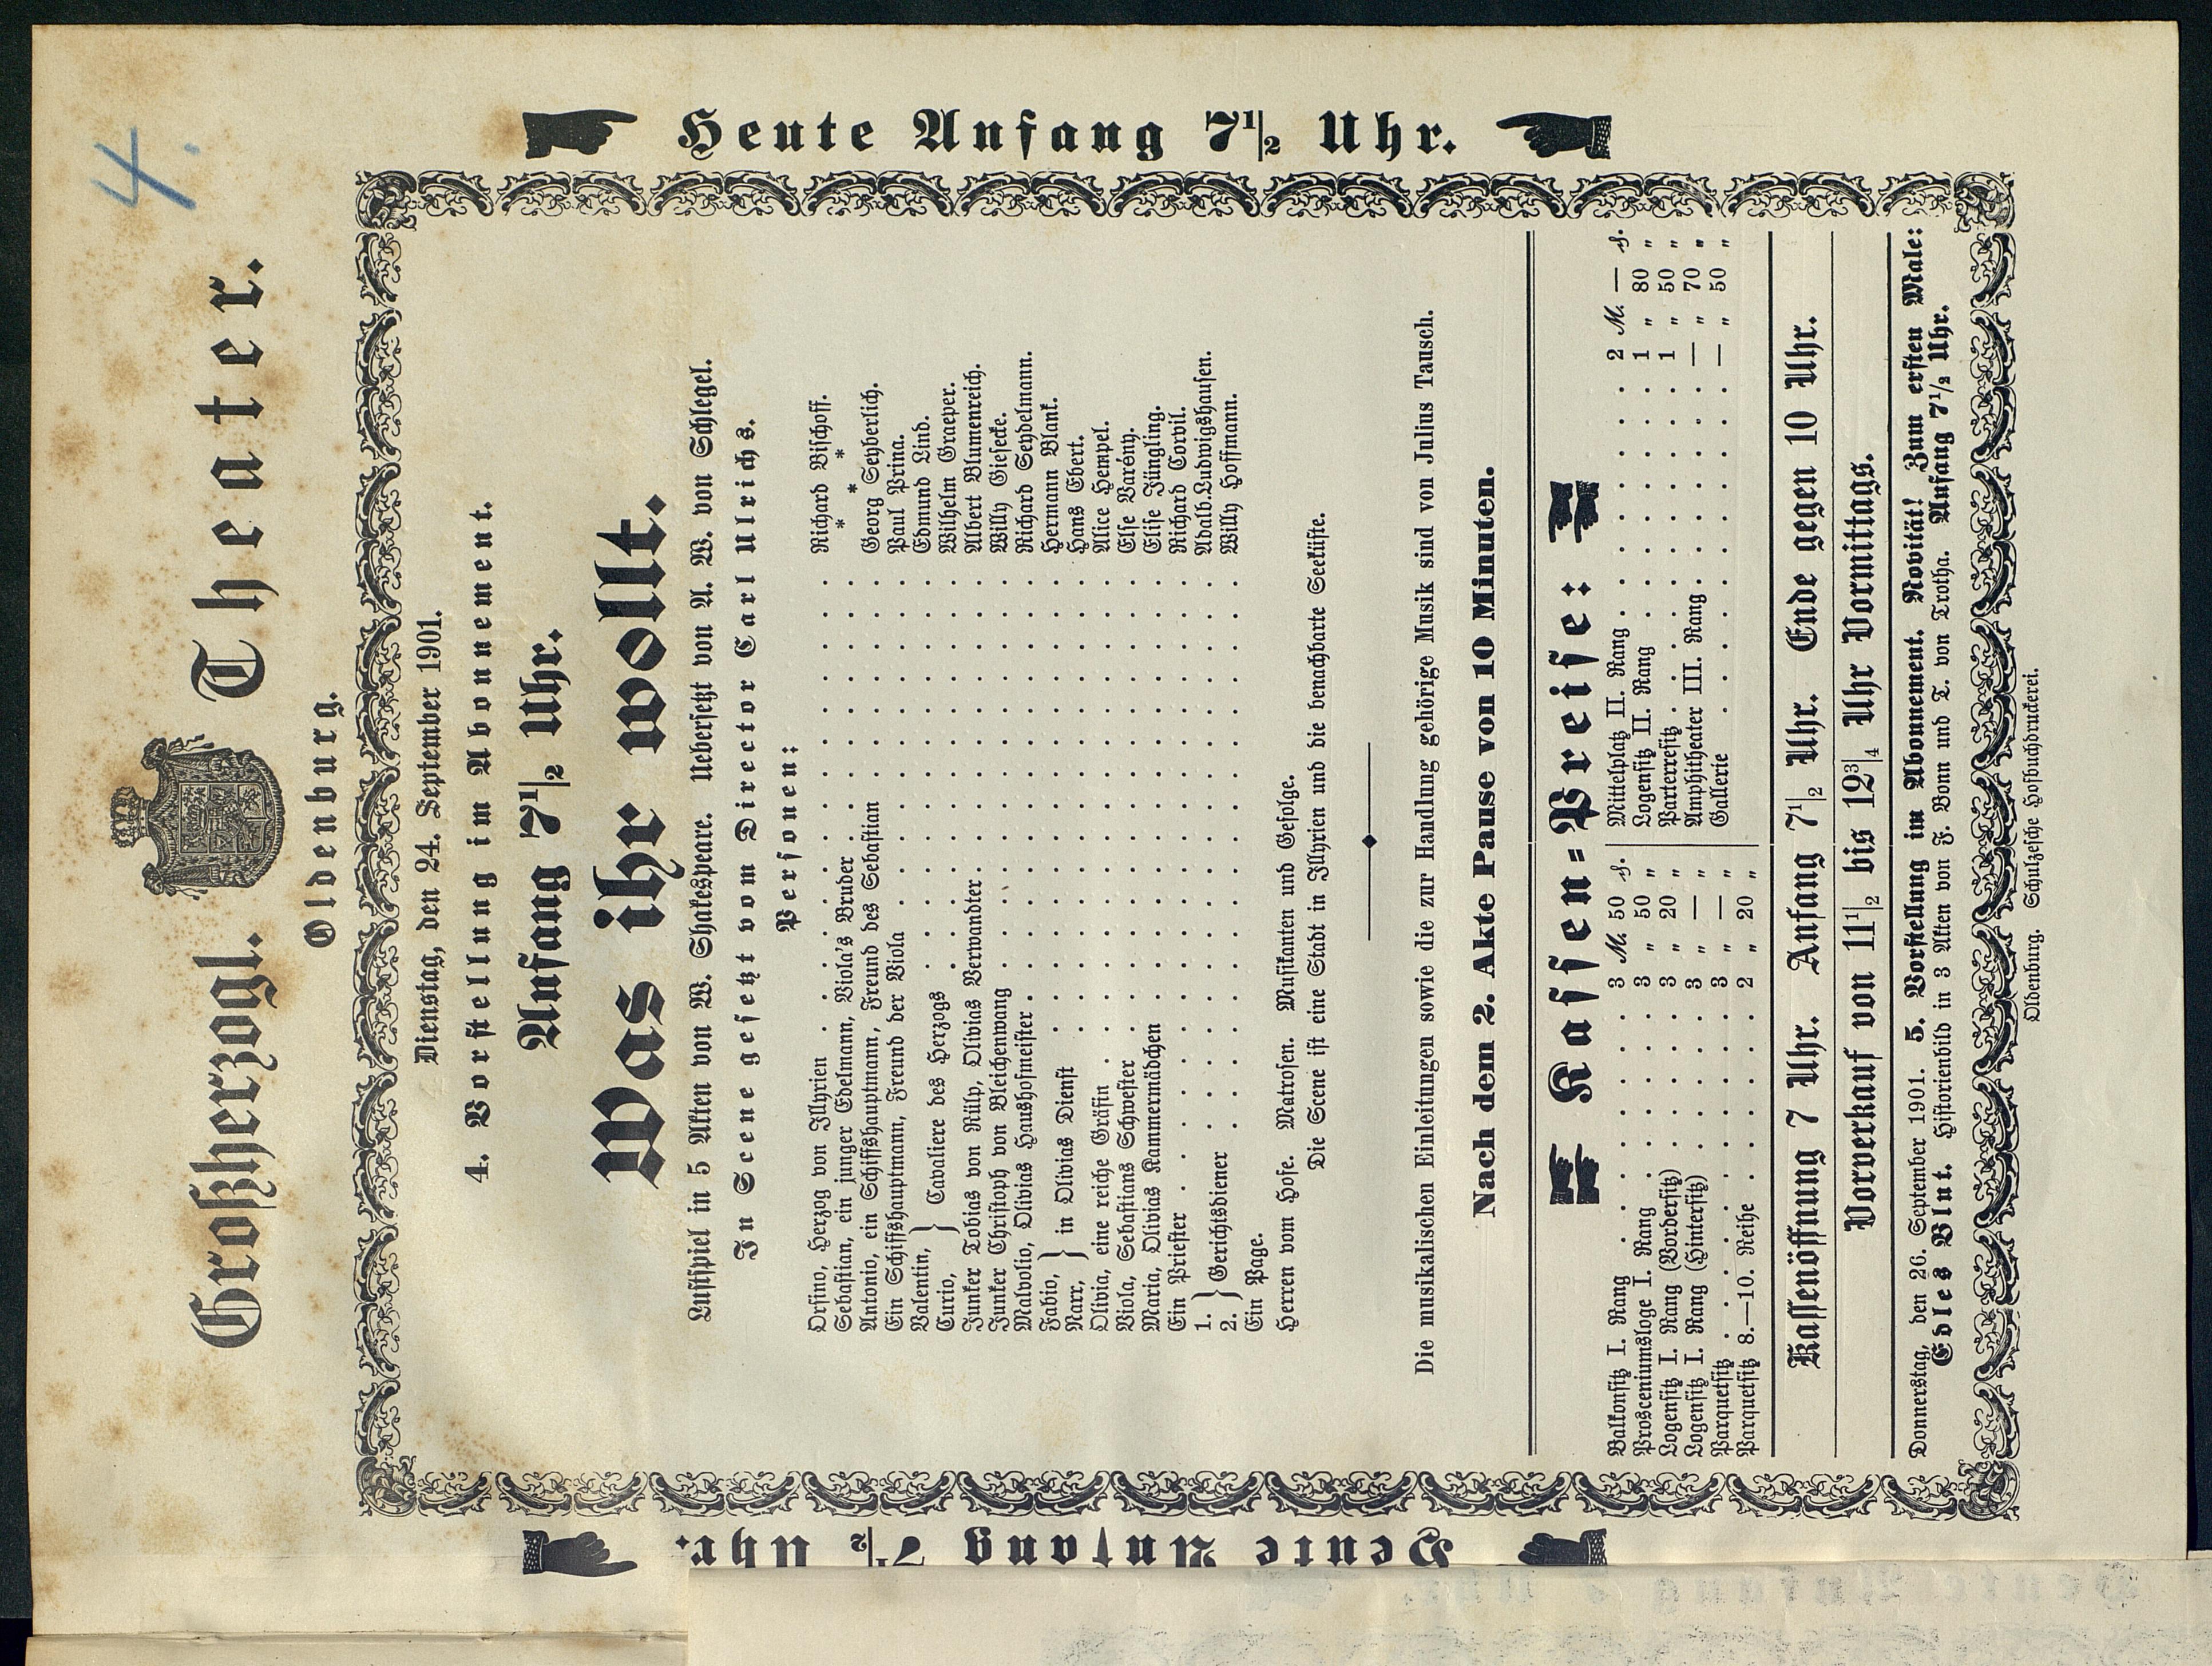 4.
Großherzogl. Theater.
Oldenburg.
Heute Anfang 7½ Uhr.
Heute Anfang 7½ Uhr.
Dienstag, den 24. September 1901.
4. Vorstellung im Abonnement.
Anfang 7½ Uhr.
Was ihr wollt.
Lustspiel in 5 Akten von W. Shakespeare. Uebersetzt von A. W. von Schlegel.
In Scene gesetzt vom Director Carl Ulrichs.
Personen:
Orsino, Herzog von Illyrien . . . Richard Bischoff.
Sebastian, ein junger Edelmann, Viola's Bruder . . . * * *
Antonio, ein Schiffshauptmann, Freund des Sebastian . . . Georg Seyberlich.
Ein Schiffshauptmann, Freund der Viola . . . Paul Prina.
Valentin, } Cavaliere des Herzogs . . . Edmund Lind.
Curio, } . . . Wilhelm Graeper.
Junker Tobias von Rülp, Olivias Verwandter . . . Albert Blumenreich.
Junker Christoph von Bleichenwang . . . Willy Giesecke.
Malvolio, Olivias Haushofmeister . . . Richard Seydelmann.
Fabio, } in Olivias Dienst . . . Hermann Blank.
Narr, } . . . Hans Ebert.
Olivia, eine reiche Gräfin . . . Alice Hempel.
Viola, Sebastians Schwester . . . Else Varóny.
Maria, Olivias Kammermädchen . . . Elise Jüngling.
Ein Priester . . . Richard Corvil.
1. } Gerichtsdiener . . . Adalb. Ludwigshausen.
2. } . . . Willy Hoffmann.
Ein Page.
Herren vom Hofe. Matrosen. Musikanten und Gefolge.
Die Scene ist eine Stadt in Illyrien und die benachbarte Seeküste.
Die musikalischen Einleitungen sowie die zur Handlung gehörige Musik sind von Julius Tausch.
Nach dem 2. Akte Pause von 10 Minuten.
Kassen-Preise:
Balkonsitz I. Rang . . . 3 M. 50 ₰.
Prosceniumsloge I. Rang . . . 3 " 50 "
Logensitz I. Rang (Vordersitz) . . . 3 " 20 "
Logensitz I. Rang (Hintersitz) . . . 3 " — "
Parquetsitz . . . 3 " — "
Parquetsitz 8.—10. Reihe . . . 2 " 20 "
Mittelplatz II. Rang . . . 2 M. — ₰.
Logensitz II. Rang . . . 1 " 80 "
Parterresitz . . . 1 " 50 "
Amphitheater III. Rang . . . — " 70 "
Gallerie . . . — " 50 "
Kassenöffnung 7 Uhr. Anfang 7½ Uhr. Ende gegen 10 Uhr.
Vorverkauf von 11½ bis 12¾ Uhr Vormittags.
Donnerstag, den 26. September 1901. 5. Vorstellung im Abonnement. Novität! Zum ersten Male:
Edles Blut. Historienbild in 3 Akten von F. Bonn und T. von Trotha. Anfang 7½ Uhr.
Oldenburg. Schulzesche Hofbuchdruckerei.